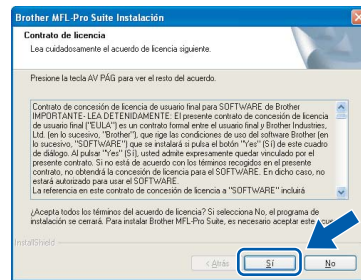 Brother MFL-Pro Suite Instalación
Contrato de licencia
Lea cuidadosamente el acuerdo de licencia siguiente.
Presione la tecla AV PÁG para ver el resto del acuerdo.
Contrato de concesión de licencia de usuario final para SOFTWARE de Brother
IMPORTANTE- LEA DETENIDAMENTE: El presente contrato de concesión de licencia
de usuario final ("EULA") es un contrato formal entre el usuario final y Brother Industries,
Ltd. (en lo sucesivo, "Brother"), que rige las condiciones de uso del software Brother (en
lo sucesivo, "SOFTWARE") que se instalará si pulsa el botón "Yes" (Sí) de este cuadro
de diálogo. Al pulsar "Yes" (Sí), usted admite expresamente quedar vinculado por el
presente contrato. Si no está de acuerdo con los términos recogidos en el presente
contrato, no obtendrá la concesión de licencia para el SOFTWARE. En dicho caso, no
estará autorizado para usar el SOFTWARE.
La referencia en este contrato de concesión de licencia a "SOFTWARE" incluirá
¿Acepta todos los términos del acuerdo de licencia? Si selecciona No, el programa de
instalación se cerrará. Para instalar Brother MFL-Pro Suite, es necesario aceptar este
InstallShield
< Atrás Sí No